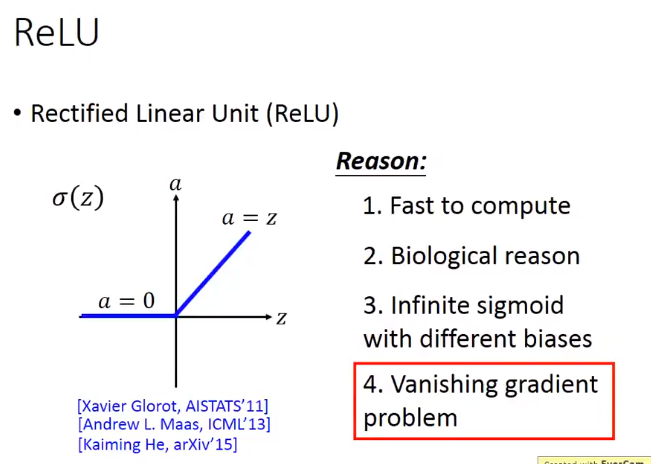 ReLU
• Rectified Linear Unit (ReLU)
Reason:
σ(z)
a
a = z
a = 0
z
1. Fast to compute
2. Biological reason
3. Infinite sigmoid
with different biases
4. Vanishing gradient
problem
[Xavier Glorot, AISTATS'11]
[Andrew L. Maas, ICML'13]
[Kaiming He, arXiv'15]